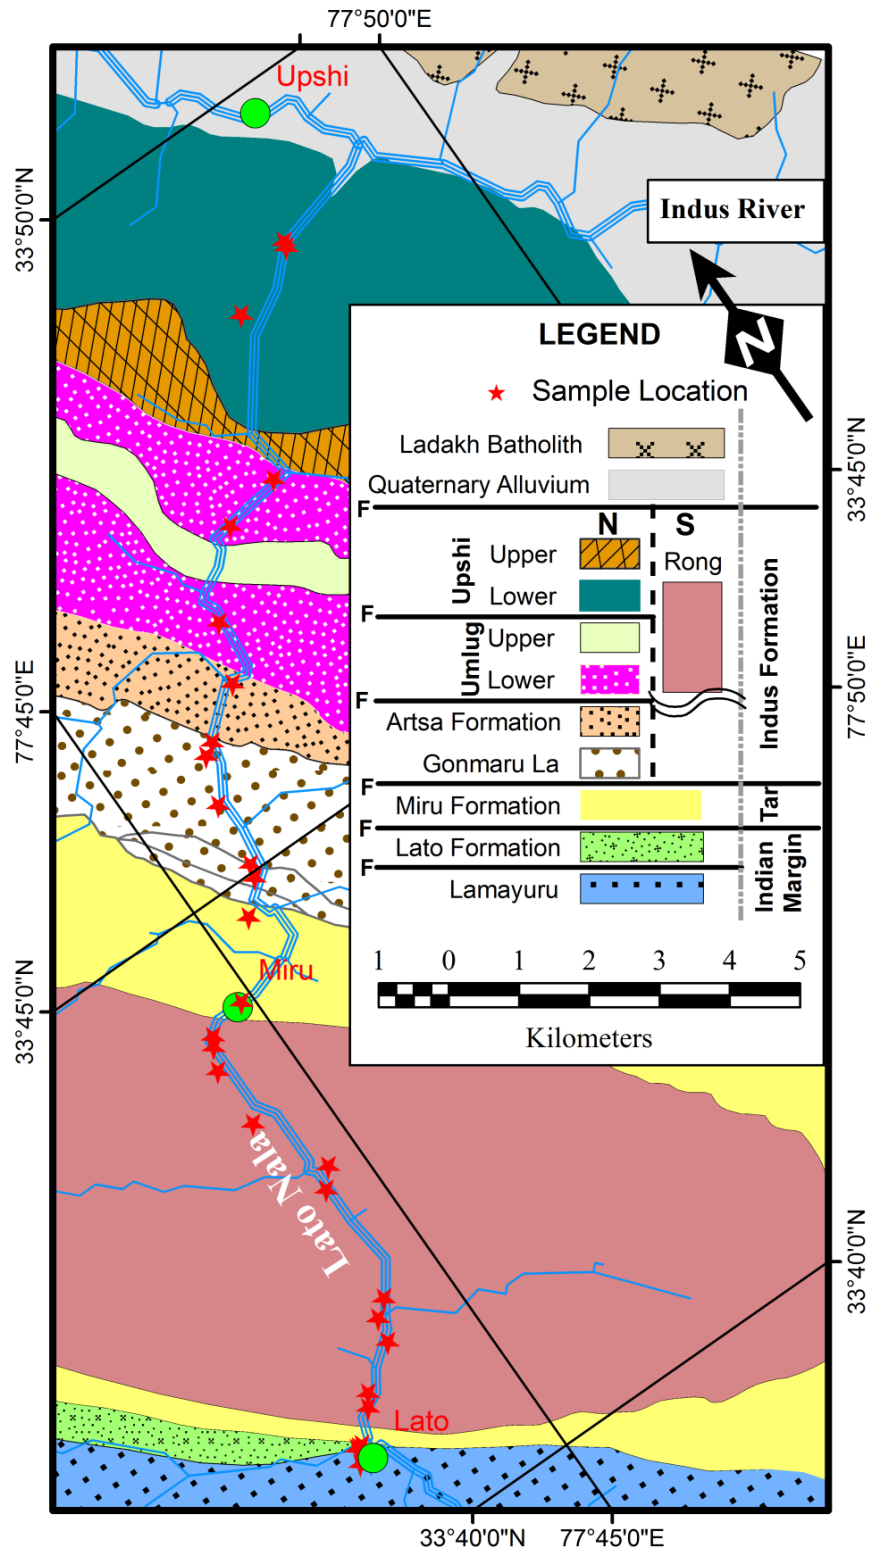 77°50'0"E
Upshi
33°50'0"N
Indus River
N
LEGEND
Sample Location
Ladakh Batholith
Quaternary Alluvium
F
N S
Upshi
Upper
Rong
Lower
F
Umlug
Upper
Lower
F
Artsa Formation
Gonmaru La
Indus Formation
F
Miru Formation
Tar
F
Lato Formation
F
Lamayuru
Indian
Margin
33°45'0"N
77°50'0"E
77°45'0"E
1 0 1 2 3 4 5
Kilometers
Miru
33°45'0"N
Lato Nala
33°40'0"N
Lato
33°40'0"N 77°45'0"E